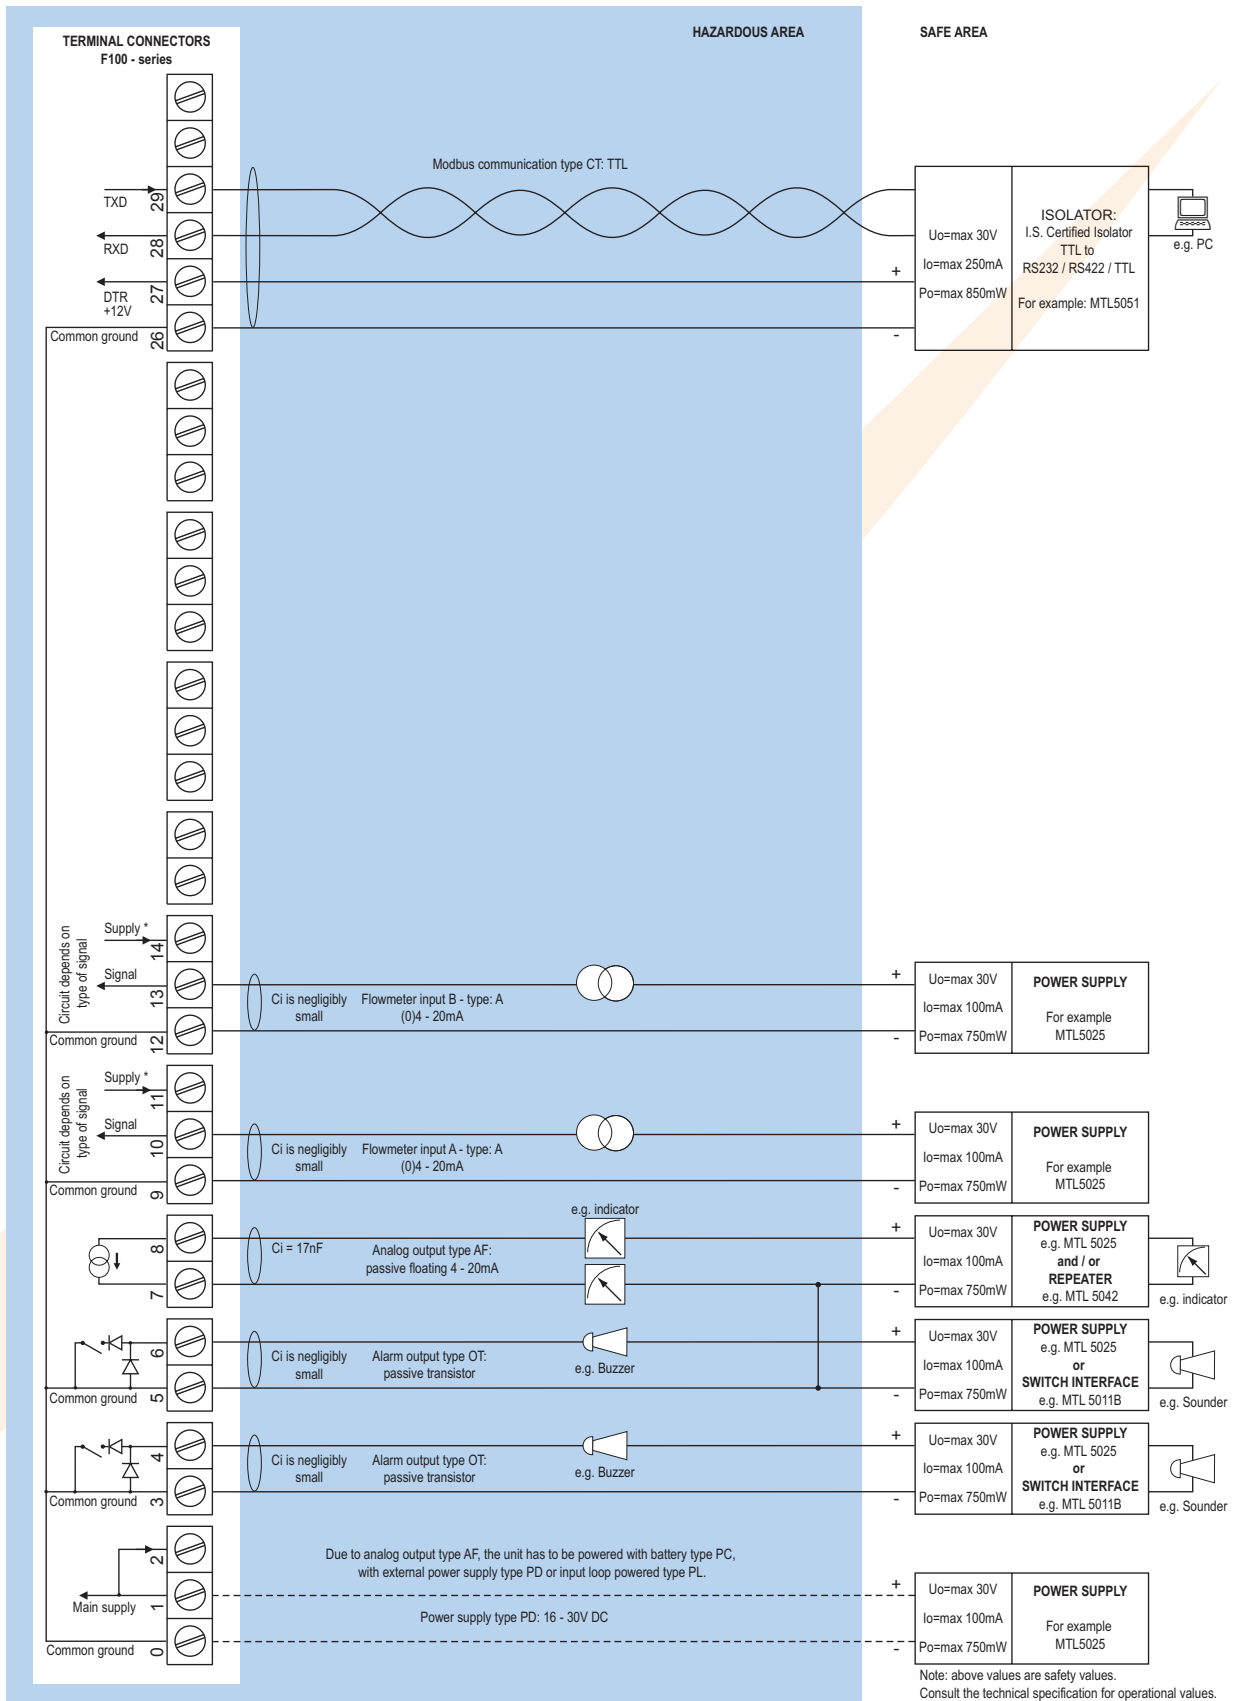 HAZARDOUS AREA
SAFE AREA
TERMINAL CONNECTORS
F100 - series
Modbus communication type CT: TTL
TXD
29
RXD
28
DTR
+12V
27
Common ground
26
+
-
Uo=max 30V
Io=max 250mA
Po=max 850mW
ISOLATOR:
I.S. Certified Isolator
TTL to
RS232 / RS422 / TTL
For example: MTL5051
e.g. PC
Circuit depends on
type of signal
Supply *
14
Signal
13
Common ground
12
Ci is negligibly
small
Flowmeter input B - type: A
(0)4 - 20mA
+
-
Uo=max 30V
Io=max 100mA
Po=max 750mW
POWER SUPPLY
For example
MTL5025
Circuit depends on
type of signal
Supply *
11
Signal
10
Common ground
9
Ci is negligibly
small
Flowmeter input A - type: A
(0)4 - 20mA
+
-
Uo=max 30V
Io=max 100mA
Po=max 750mW
POWER SUPPLY
For example
MTL5025
8
7
Ci = 17nF
Analog output type AF:
passive floating 4 - 20mA
e.g. indicator
+
-
Uo=max 30V
Io=max 100mA
Po=max 750mW
POWER SUPPLY
e.g. MTL 5025
and / or
REPEATER
e.g. MTL 5042
e.g. indicator
6
Common ground
5
Ci is negligibly
small
Alarm output type OT:
passive transistor
e.g. Buzzer
+
-
Uo=max 30V
Io=max 100mA
Po=max 750mW
POWER SUPPLY
e.g. MTL 5025
or
SWITCH INTERFACE
e.g. MTL 5011B
e.g. Sounder
4
Common ground
3
Ci is negligibly
small
Alarm output type OT:
passive transistor
e.g. Buzzer
+
-
Uo=max 30V
Io=max 100mA
Po=max 750mW
POWER SUPPLY
e.g. MTL 5025
or
SWITCH INTERFACE
e.g. MTL 5011B
e.g. Sounder
2
Main supply
1
Common ground
0
Due to analog output type AF, the unit has to be powered with battery type PC,
with external power supply type PD or input loop powered type PL.
Power supply type PD: 16 - 30V DC
+
-
Uo=max 30V
Io=max 100mA
Po=max 750mW
POWER SUPPLY
For example
MTL5025
Note: above values are safety values.
Consult the technical specification for operational values.